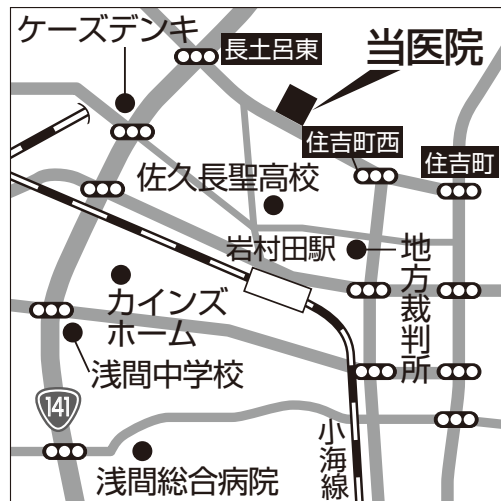 ケーズデンキ
長土呂東
当医院
住吉町西
住吉町
佐久長聖高校
岩村田駅
地方裁判所
カインズ
ホーム
浅間中学校
141
小海線
浅間総合病院